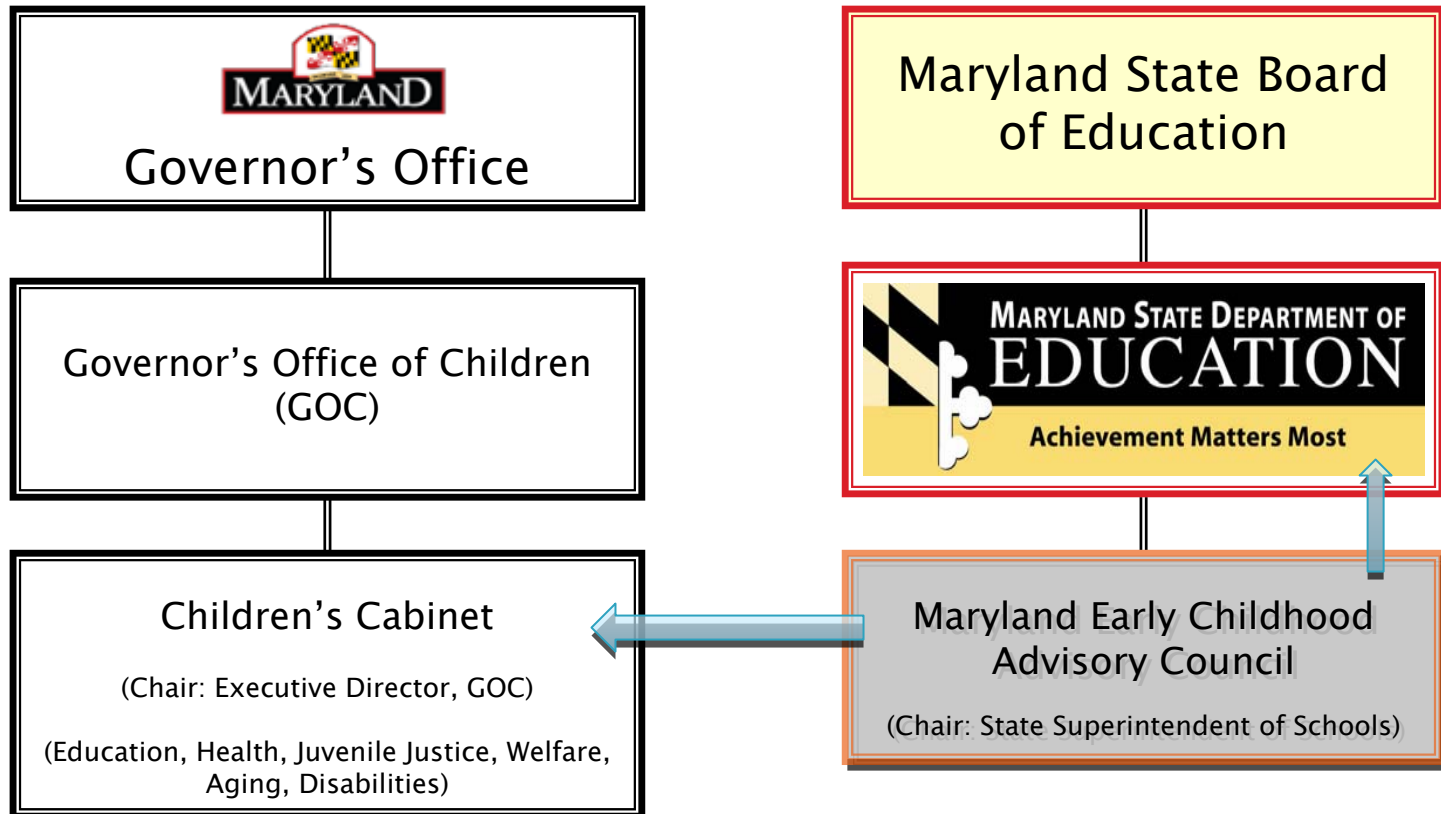 MARYLAND
Governor’s Office
Maryland State Board
of Education
Governor’s Office of Children
(GOC)
MARYLAND STATE DEPARTMENT OF
EDUCATION
Achievement Matters Most
Children’s Cabinet
(Chair: Executive Director, GOC)
(Education, Health, Juvenile Justice, Welfare,
Aging, Disabilities)
Maryland Early Childhood
Advisory Council
(Chair: State Superintendent of Schools)